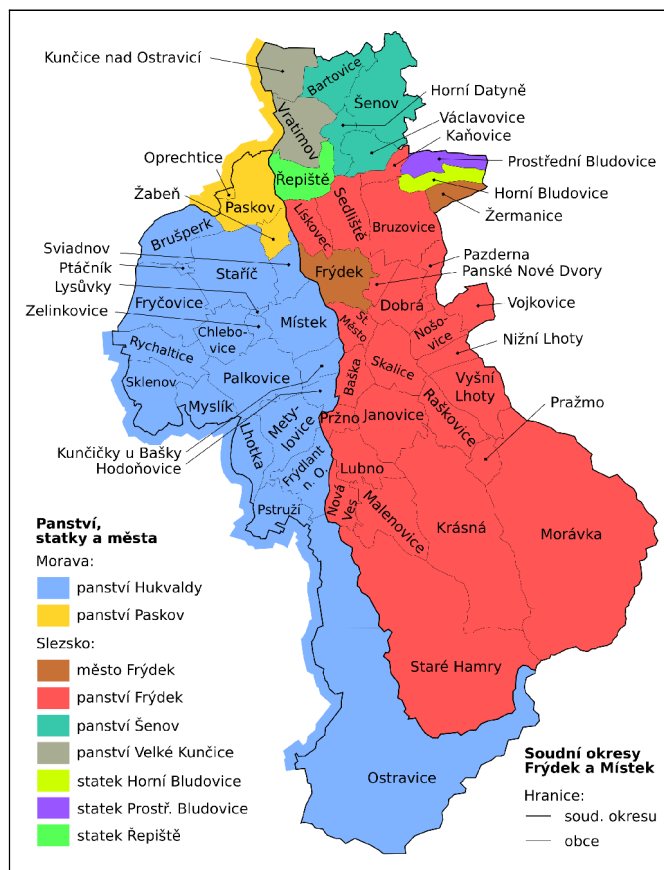 Kunčice nad Ostravicí
Bartovice
Šenov
Horní Datyně
Václavovice
Kaňovice
Vratimov
Oprechtice
Řepiště
Prostřední Bludovice
Žabeň
Paskov
Horní Bludovice
Žermanice
Lískovec
Sedliště
Bruzovice
Brušperk
Sviadnov
Ptáčník
Staříč
Frýdek
Pazderna
Panské Nové Dvory
Lysůvky
Zelinkovice
Fryčovice
Dobrá
Vojkovice
Chlebo-
vice
Místek
St.
Město
Nošo-
vice
Nižní Lhoty
Rychaltice
Sklenov
Palkovice
Baška
Skalice
Vyšní
Lhoty
Myslík
Raškovice
Pražmo
Mety-
lovice
Pržno
Janovice
Lhotka
Kunčičky u Bašky
Hodoňovice
Frýdlant
n. O.
Lubno
Nová
Ves
Malenovice
Pstruží
Krásná
Morávka
Staré Hamry
Ostravice
Panství,
statky a města
Morava:
panství Hukvaldy
panství Paskov
Slezsko:
město Frýdek
panství Frýdek
panství Šenov
panství Velké Kunčice
statek Horní Bludovice
statek Prostř. Bludovice
statek Řepiště
Soudní okresy
Frýdek a Místek
Hranice:
soud. okresu
obce